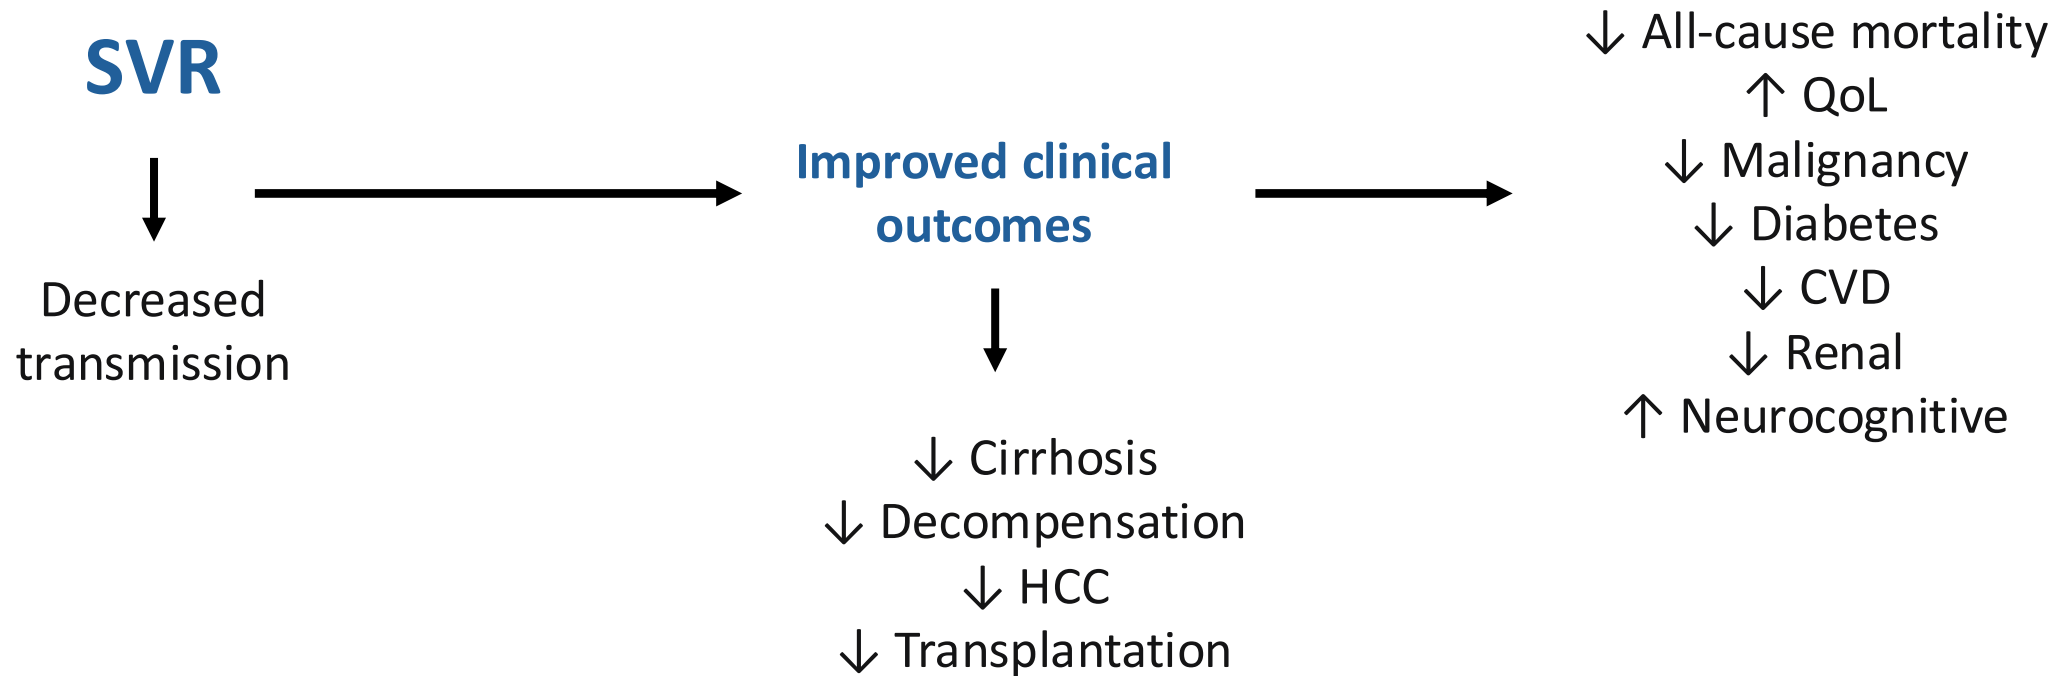 SVR
Decreased
transmission
Improved clinical
outcomes
↓ Cirrhosis
↓ Decompensation
↓ HCC
↓ Transplantation
↓ All-cause mortality
↑ QoL
↓ Malignancy
↓ Diabetes
↓ CVD
↓ Renal
↑ Neurocognitive